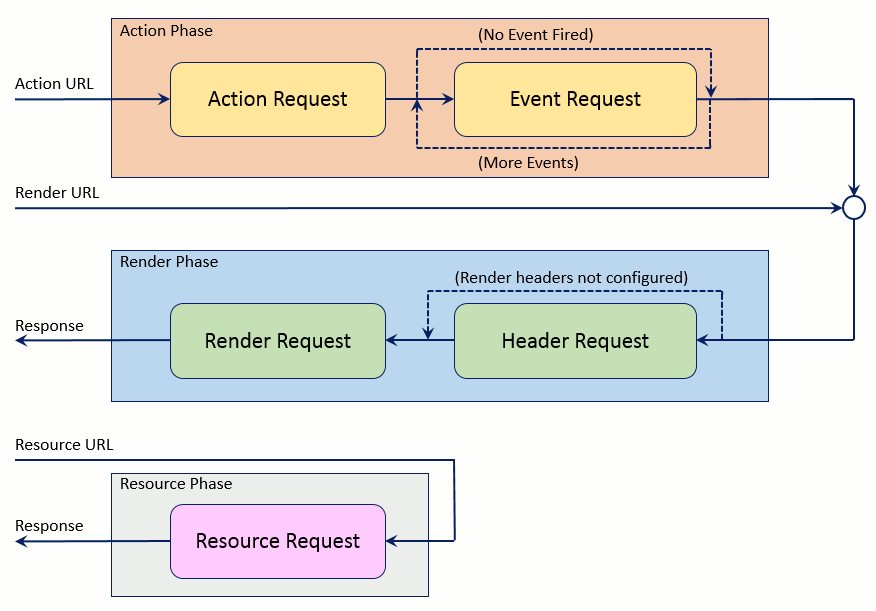 Action Phase
(No Event Fired)
Action URL
Action Request
Event Request
(More Events)
Render URL
Render Phase
(Render headers not configured)
Response
Render Request
Header Request
Resource URL
Resource Phase
Response
Resource Request